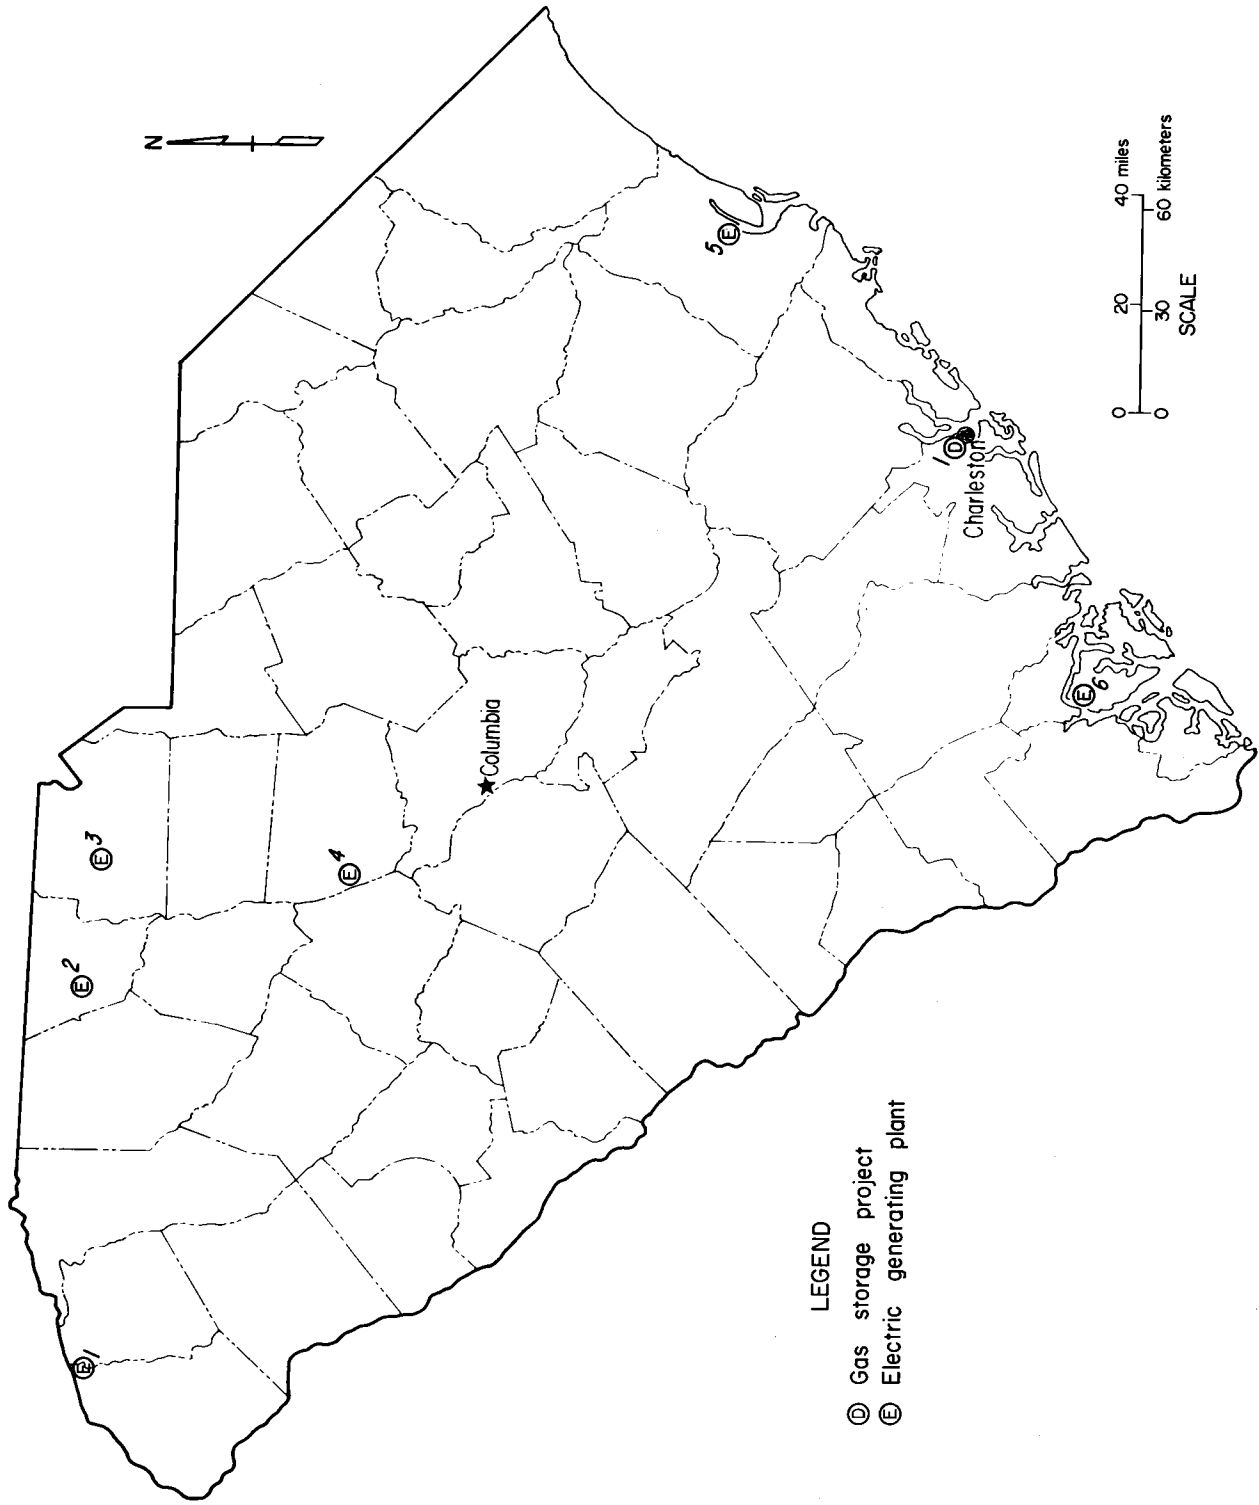 N
E 1
E 2
E 3
E 4
Columbia
5
E
1
D
Charleston
E 6
LEGEND
D Gas storage project
E Electric generating plant
0 20 40 miles
0 30 60 kilometers
SCALE